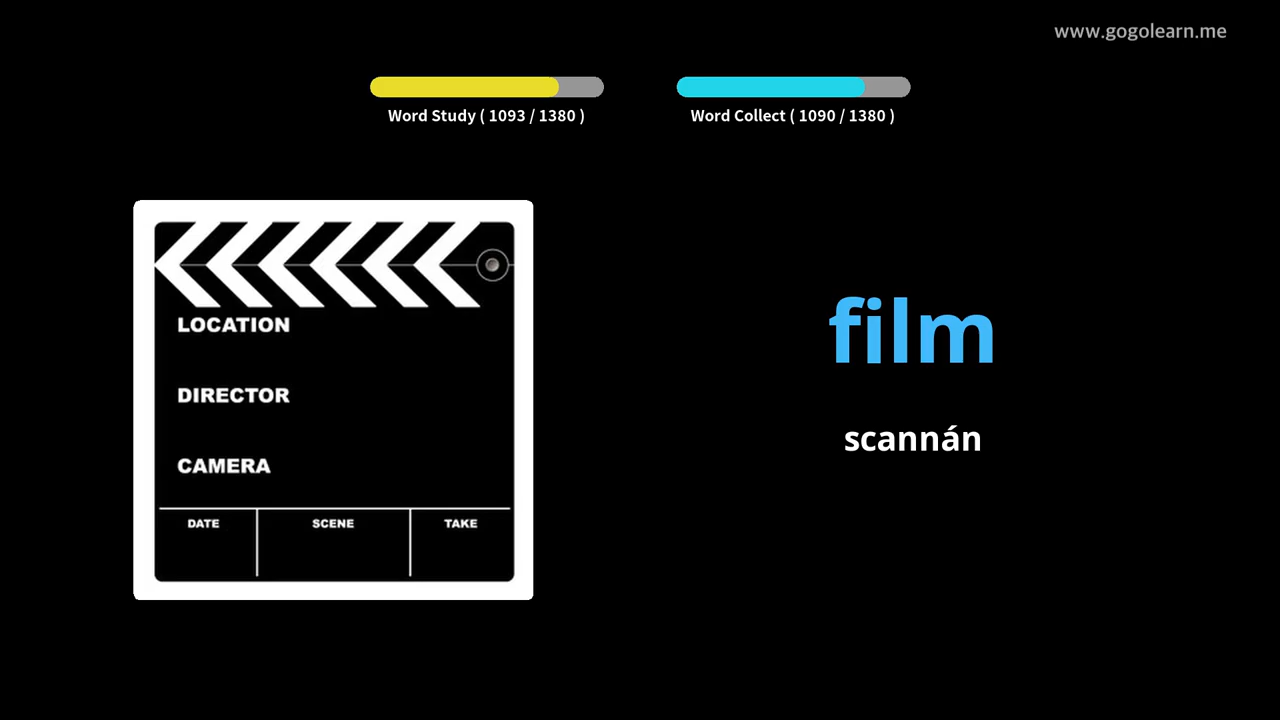 www.gogolearn.me
Word Study ( 1093 / 1380 )
Word Collect ( 1090 / 1380 )
LOCATION
DIRECTOR
CAMERA
DATE
SCENE
TAKE
film
scannán